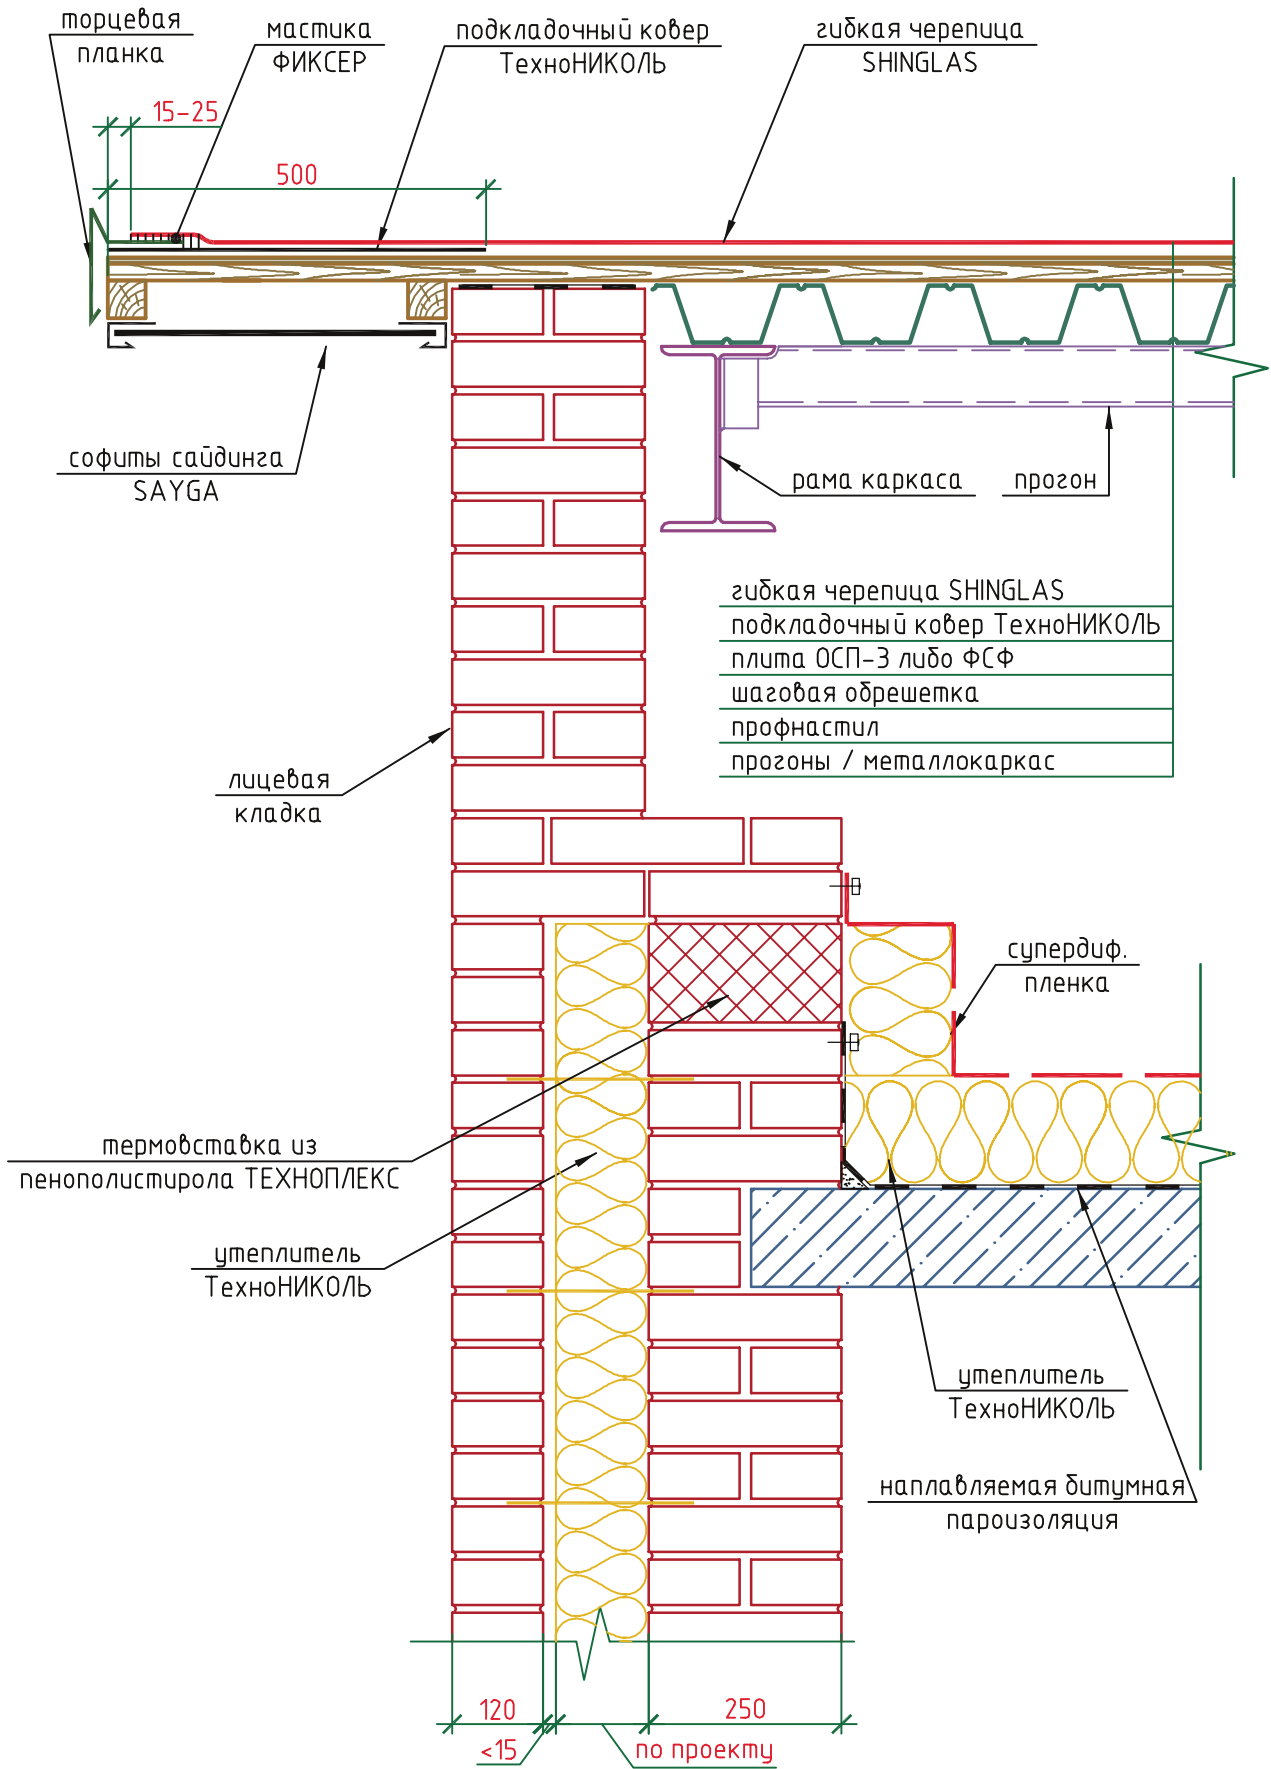 торцевая
планка
мастика
ФИКСЕР
подкладочный ковер
ТехноНИКОЛЬ
гибкая черепица
SHINGLAS
15-25
500
софиты сайдинга
SAYGA
рама каркаса
прогон
гибкая черепица SHINGLAS
подкладочный ковер ТехноНИКОЛЬ
плита ОСП-3 либо ФСФ
шаговая обрешетка
профнастил
прогоны / металлокаркас
лицевая
кладка
супердиф.
пленка
термовставка из
пенополистирола ТЕХНОПЛЕКС
утеплитель
ТехноНИКОЛЬ
утеплитель
ТехноНИКОЛЬ
наплавляемая битумная
пароизоляция
120
250
<15
по проекту